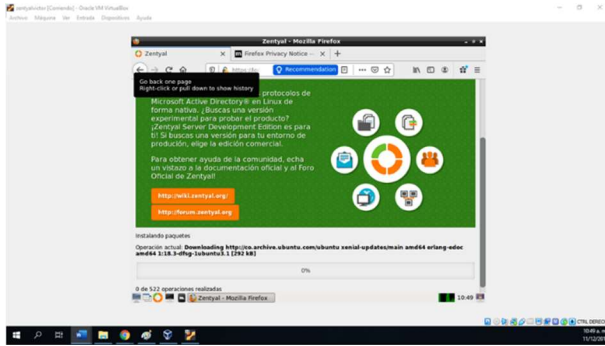 zentyalvirtos [Corriendo] - Oracle VM VirtualBox
Archivo Máquina Ver Entrada Dispositivos Ayuda
Zentyal - Mozilla Firefox
Zentyal
Firefox Privacy Notice
Recommendation
Go back one page
Right-click or pull down to show history
protocolos de
Microsoft Active Directory® en Linux de
forma nativa. ¿Buscas una versión
experimental para probar el producto?
¡Zentyal Server Development Edition es para
ti! Si buscas una versión para tu entorno de
produción, elige la edición comercial.
Para obtener ayuda de la comunidad, echa
un vistazo a la documentación oficial y al Foro
Oficial de Zentyal!
http://wiki.zentyal.org/
http://forum.zentyal.org
Instalando paquetes
Operación actual: Downloading http://co.archive.ubuntu.com/ubuntu xenial-updates/main amd64 erlang-edoc
amd64 1:18.3-dfsg-1ubuntu3.1 [292 kB]
0%
0 de 522 operaciones realizadas
Zentyal - Mozilla Firefox
10:49
CTRL DERECHO
10:49 a. m.